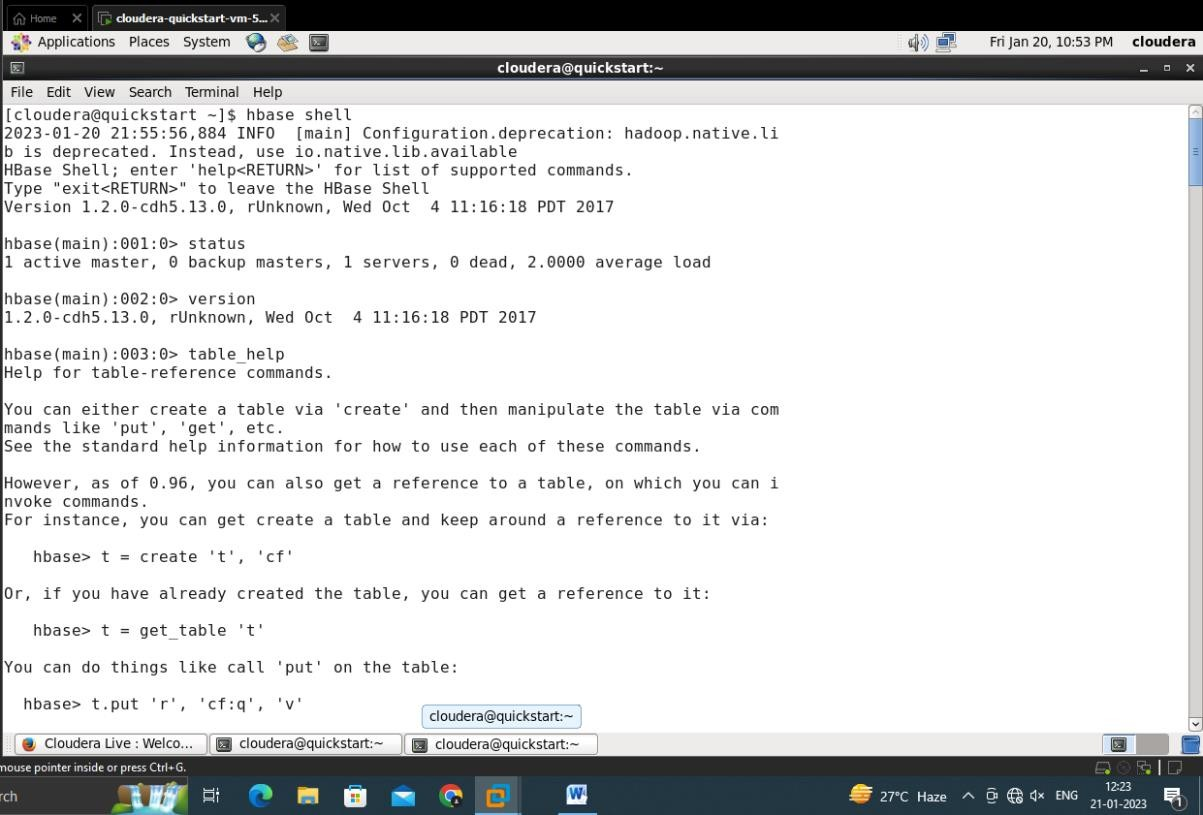 Home
cloudera-quickstart-vm-5...
Applications Places System
Fri Jan 20, 10:53 PM cloudera
cloudera@quickstart:~
File Edit View Search Terminal Help
[cloudera@quickstart ~]$ hbase shell
2023-01-20 21:55:56,884 INFO  [main] Configuration.deprecation: hadoop.native.li
b is deprecated. Instead, use io.native.lib.available
HBase Shell; enter 'help<RETURN>' for list of supported commands.
Type "exit<RETURN>" to leave the HBase Shell
Version 1.2.0-cdh5.13.0, rUnknown, Wed Oct  4 11:16:18 PDT 2017
hbase(main):001:0> status
1 active master, 0 backup masters, 1 servers, 0 dead, 2.0000 average load
hbase(main):002:0> version
1.2.0-cdh5.13.0, rUnknown, Wed Oct  4 11:16:18 PDT 2017
hbase(main):003:0> table_help
Help for table-reference commands.
You can either create a table via 'create' and then manipulate the table via com
mands like 'put', 'get', etc.
See the standard help information for how to use each of these commands.
However, as of 0.96, you can also get a reference to a table, on which you can i
nvoke commands.
For instance, you can get create a table and keep around a reference to it via:
hbase> t = create 't', 'cf'
Or, if you have already created the table, you can get a reference to it:
hbase> t = get_table 't'
You can do things like call 'put' on the table:
hbase> t.put 'r', 'cf:q', 'v'
cloudera@quickstart:~
Cloudera Live : Welco...
cloudera@quickstart:~
cloudera@quickstart:~
mouse pointer inside or press Ctrl+G.
rch
27°C Haze
ENG
12:23
21-01-2023
1